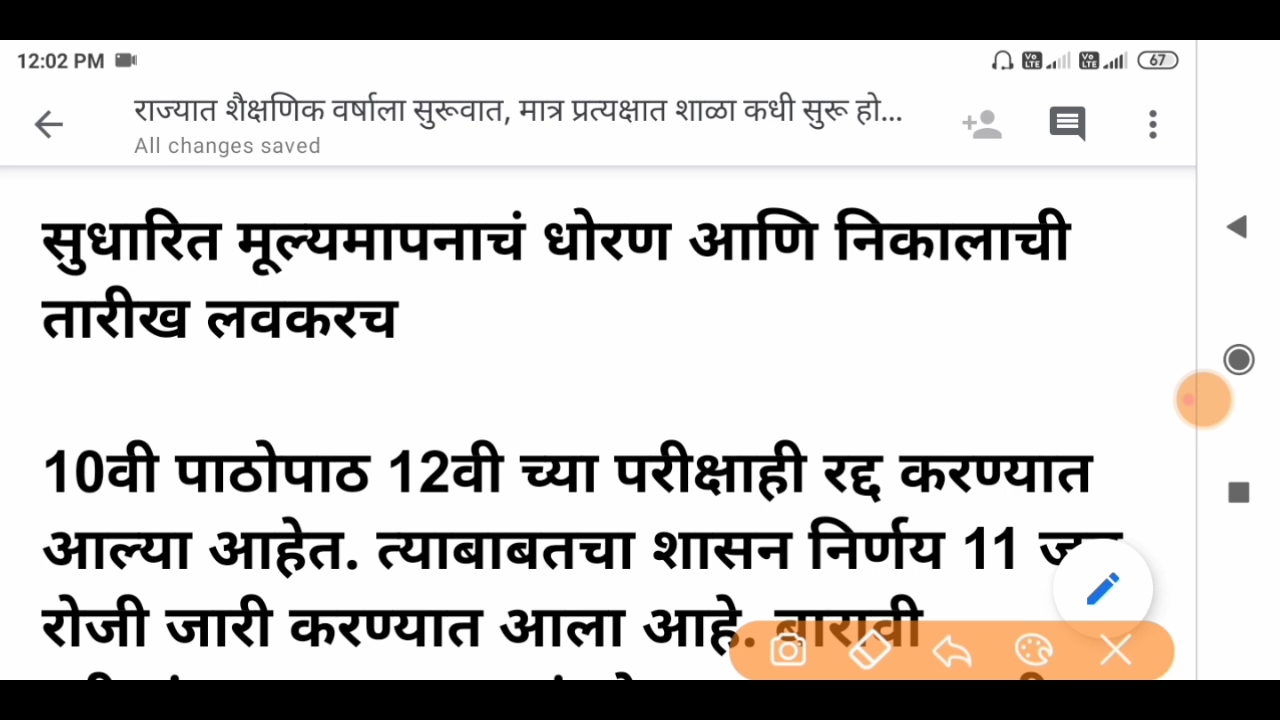 12:02 PM
67
राज्यात शैक्षणिक वर्षाला सुरूवात, मात्र प्रत्यक्षात शाळा कधी सुरू हो...
All changes saved
सुधारित मूल्यमापनाचं धोरण आणि निकालाची
तारीख लवकरच
10वी पाठोपाठ 12वी च्या परीक्षाही रद्द करण्यात
आल्या आहेत. त्याबाबतचा शासन निर्णय 11
रोजी जारी करण्यात आला आहे. बारावी